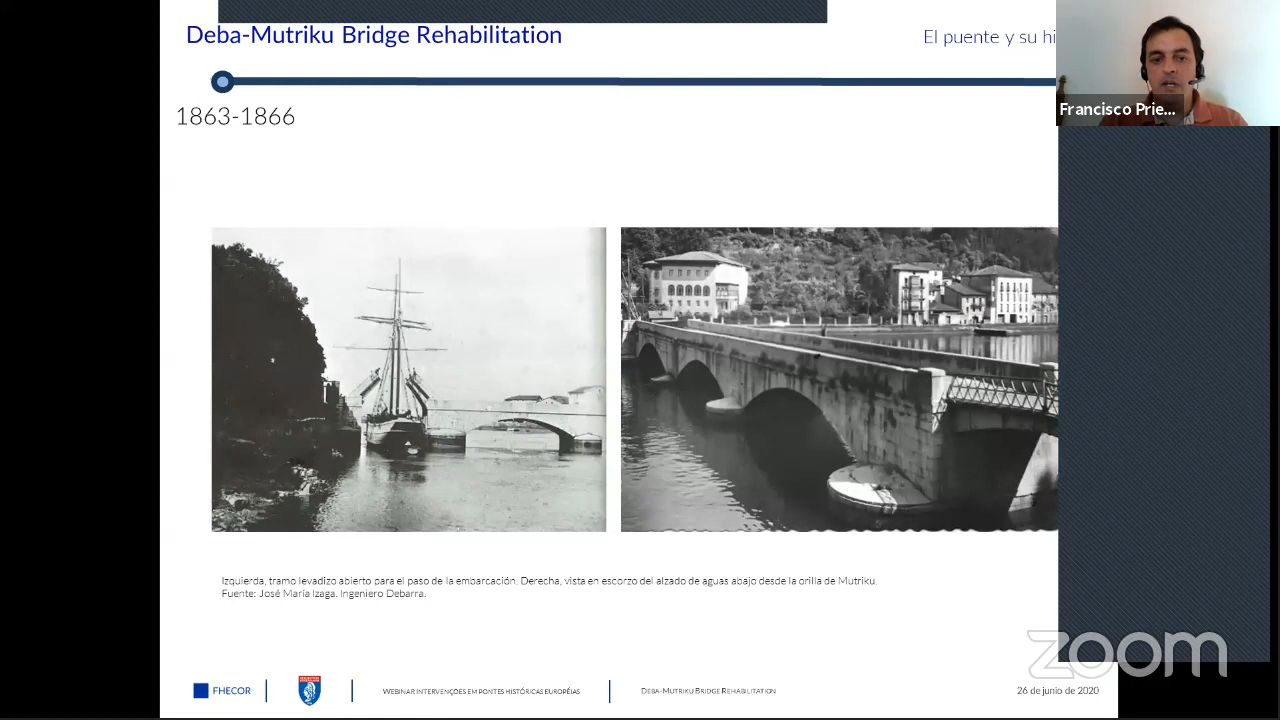 Deba-Mutriku Bridge Rehabilitation
El puente y su hi
Francisco Prie...
1863-1866
Izquierda, tramo levadizo abierto para el paso de la embarcación. Derecha, vista en escorzo del alzado de aguas abajo desde la orilla de Mutriku.
Fuente: José María Izaga. Ingeniero Debarra.
zoom
FHECOR
WEBINAR INTERVENÇÕES EM PONTES HISTÓRICAS EUROPÉIAS
DEBA-MUTRIKU BRIDGE REHABILITATION
26 de junio de 2020